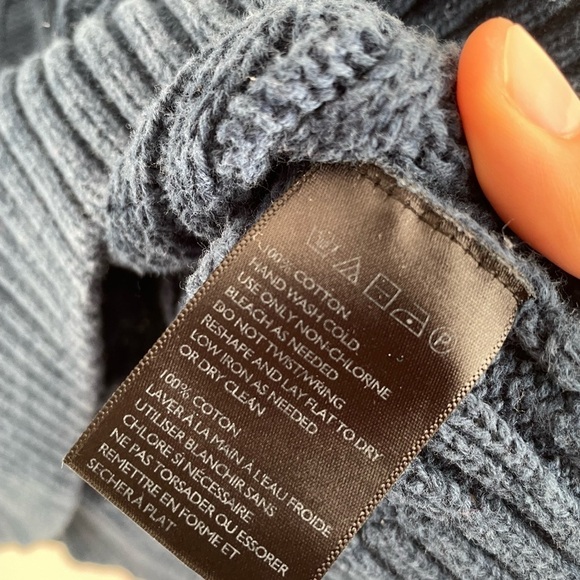 100% COTTON
HAND WASH COLD
USE ONLY NON-CHLORINE
BLEACH AS NEEDED
DO NOT TWIST/WRING
RESHAPE AND LAY FLAT TO DRY
LOW IRON AS NEEDED
OR DRY CLEAN
100% COTTON
LAVER À LA MAIN À L'EAU FROIDE
UTILISER BLANCHIR SANS
CHLORE SI NÉCESSAIRE
NE PAS TORSADER OU ESSORER
REMETTRE EN FORME ET
SECHER À PLAT